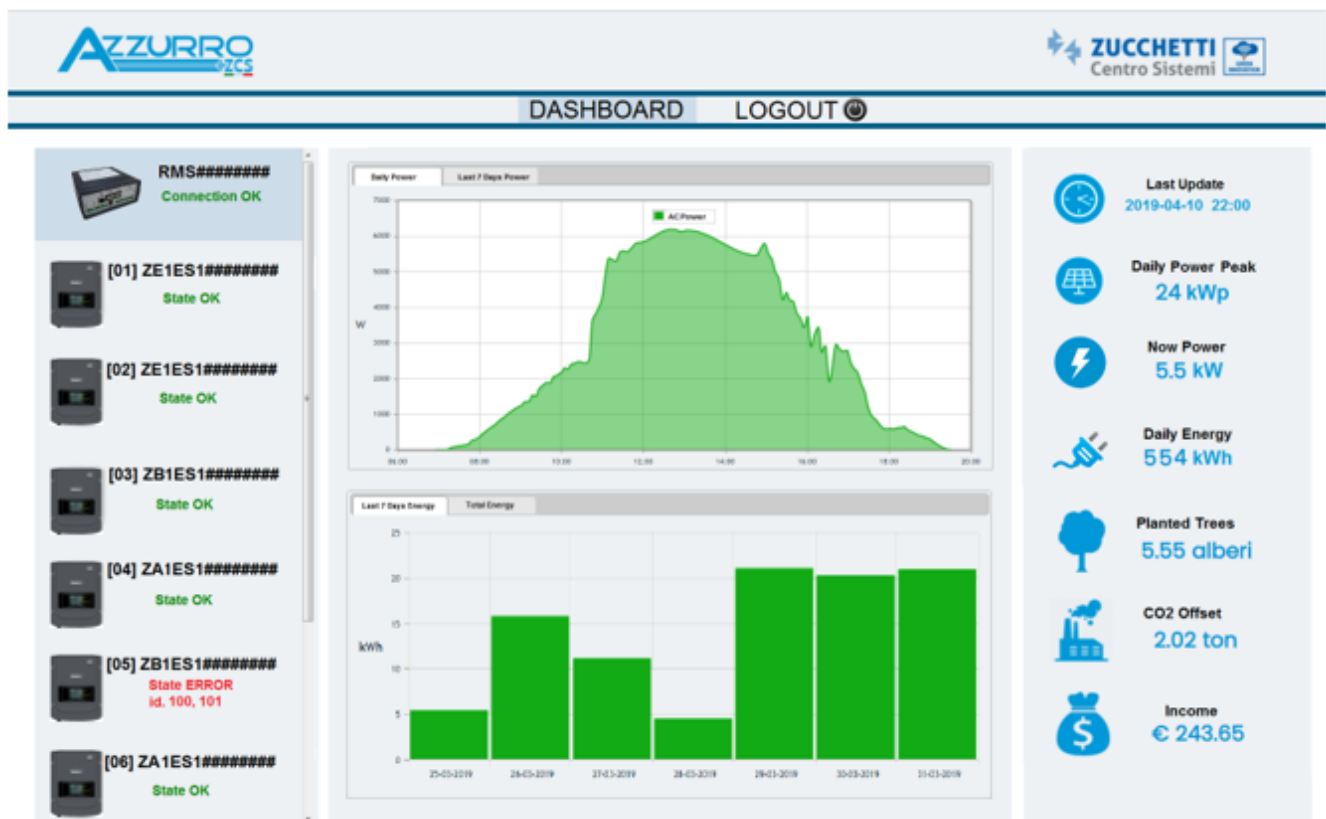 AZZURRO
ZCS
ZUCCHETTI
Centro Sistemi
DASHBOARD LOGOUT
RMS########
Connection OK
[01] ZE1ES1########
State OK
[02] ZE1ES1########
State OK
[03] ZB1ES1########
State OK
[04] ZA1ES1########
State OK
[05] ZB1ES1########
State ERROR
id. 100, 101
[06] ZA1ES1########
State OK
Daily Power Last 7 Days Power
AC Power
7000
6000
5000
4000
W
3000
2000
1000
0
06:00 08:00 10:00 12:00 14:00 16:00 18:00 20:00
Last 7 Days Energy Total Energy
25
20
15
kWh
10
5
0
25-03-2019 26-03-2019 27-03-2019 28-03-2019 29-03-2019 30-03-2019 31-03-2019
Last Update
2019-04-10 22:00
Daily Power Peak
24 kWp
Now Power
5.5 kW
Daily Energy
554 kWh
Planted Trees
5.55 alberi
CO2 Offset
2.02 ton
Income
€ 243.65